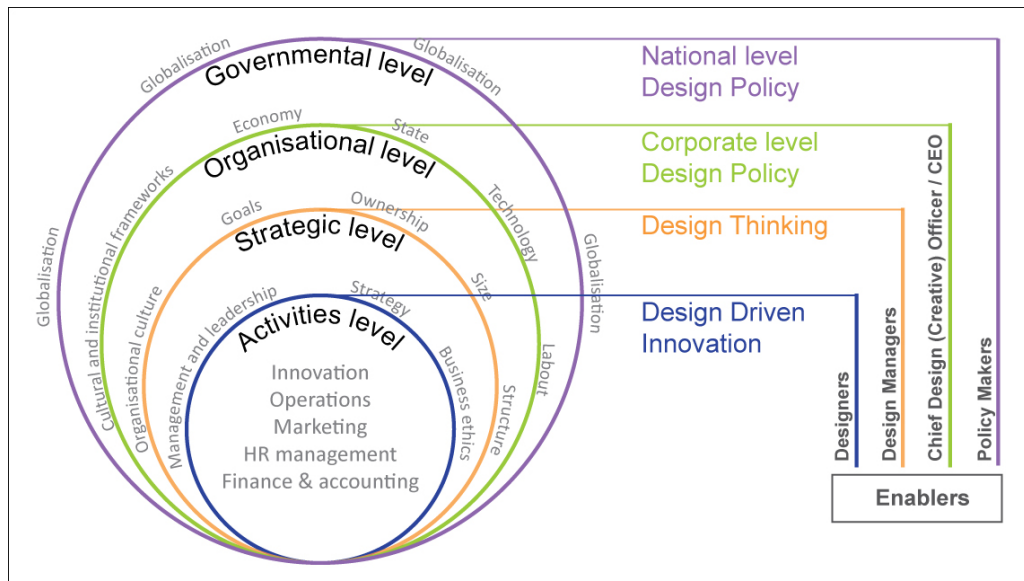 Globalisation
Globalisation
Governmental level
National level
Design Policy
Economy
State
Organisational level
Corporate level
Design Policy
Cultural and institutional frameworks
Technology
Goals
Ownership
Strategic level
Design Thinking
Globalisation
Globalisation
Organisational culture
Size
Management and leadership
Strategy
Activities level
Design Driven
Innovation
Labout
Business ethics
Structure
Innovation
Operations
Marketing
HR management
Finance & accounting
Designers
Design Managers
Chief Design (Creative) Officer / CEO
Policy Makers
Enablers